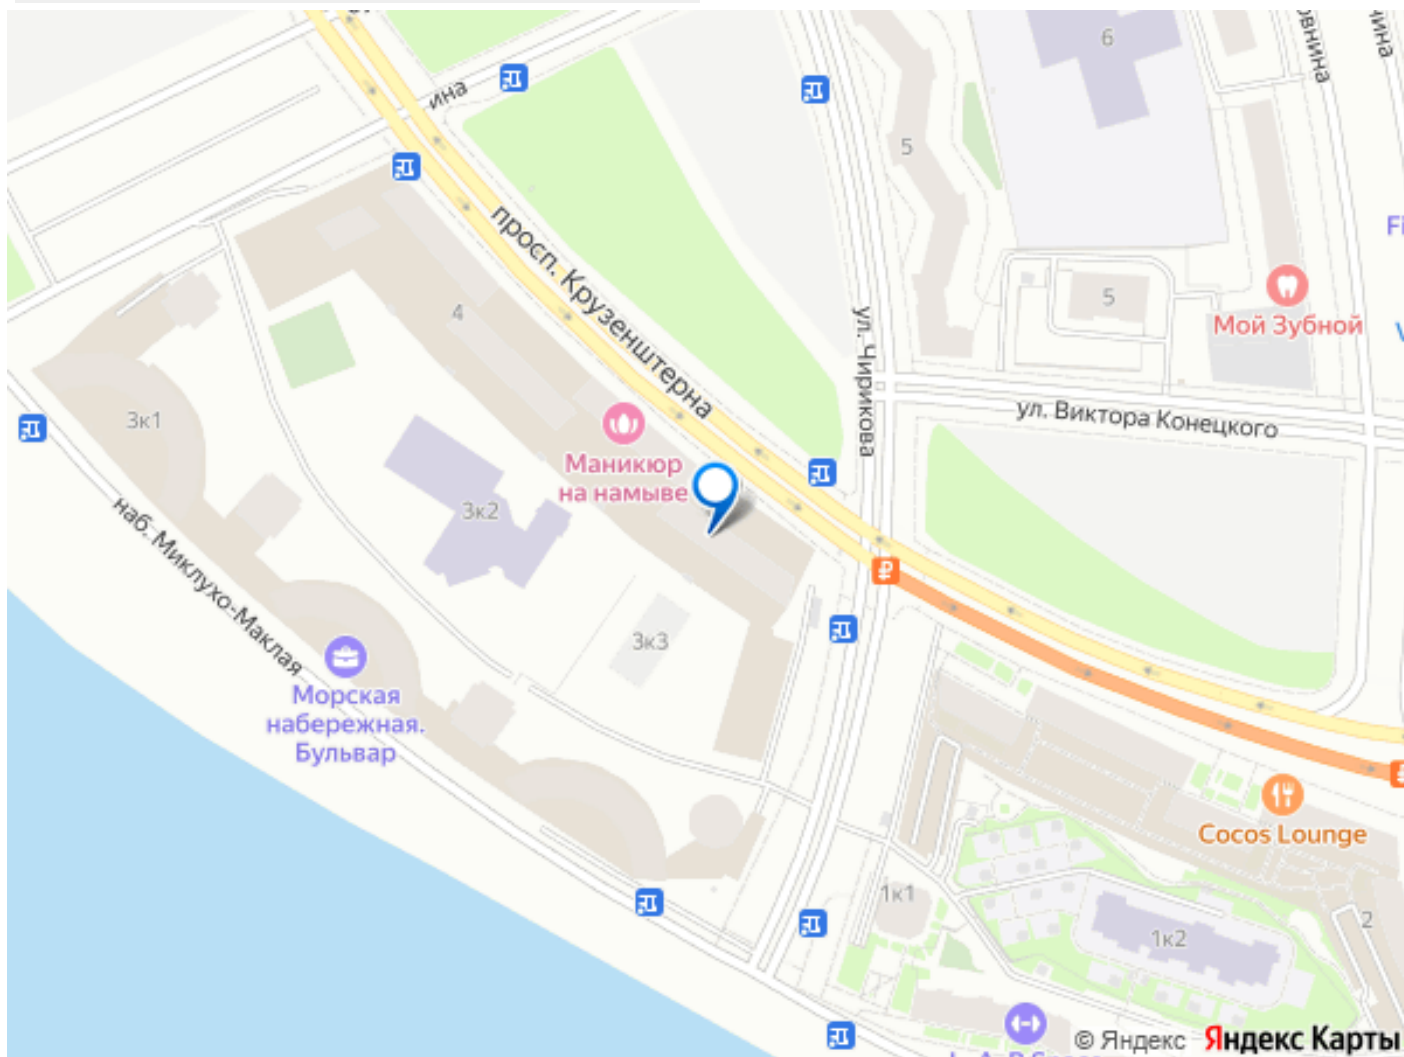 6
овнина
ина
5
просп. Крузенштерна
5
4
ул. Чирикова
Мой Зубной
ул. Виктора Конецкого
3к1
Маникюр
на намыве
3к2
наб. Миклухо-Маклая
3к3
Морская
набережная.
Бульвар
Cocos Lounge
1к1
2
1к2
© Яндекс Яндекс Карты